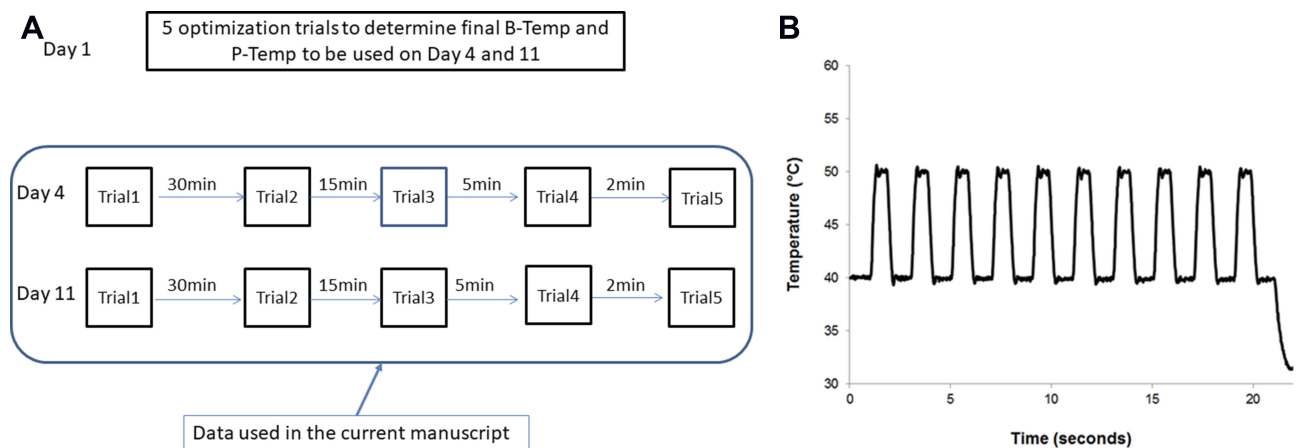 A
Day 1
5 optimization trials to determine final B-Temp and
P-Temp to be used on Day 4 and 11
Day 4
Trial1
30min
Trial2
15min
Trial3
5min
Trial4
2min
Trial5
Day 11
Trial1
30min
Trial2
15min
Trial3
5min
Trial4
2min
Trial5
Data used in the current manuscript
B
Temperature (°C)
60
55
50
45
40
35
30
0
5
10
15
20
Time (seconds)